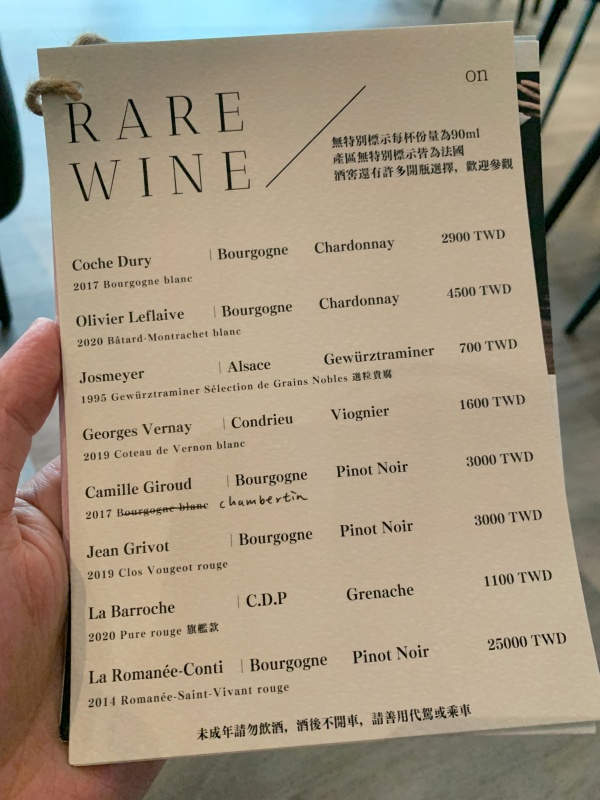 on
RARE
WINE
無特別標示每杯份量為90ml
產區無特別標示皆為法國
酒窖還有許多開瓶選擇，歡迎參觀
Coche Dury | Bourgogne Chardonnay 2900 TWD
2017 Bourgogne blanc
Olivier Leflaive | Bourgogne Chardonnay 4500 TWD
2020 Bâtard-Montrachet blanc
Josmeyer | Alsace Gewürztraminer 700 TWD
1995 Gewürztraminer Sélection de Grains Nobles 選粒貴腐
Georges Vernay | Condrieu Viognier 1600 TWD
2019 Coteau de Vernon blanc
Camille Giroud | Bourgogne Pinot Noir 3000 TWD
2017 Bourgogne blanc chambertin
Jean Grivot | Bourgogne Pinot Noir 3000 TWD
2019 Clos Vougeot rouge
La Barroche | C.D.P Grenache 1100 TWD
2020 Pure rouge 旗艦款
La Romanée-Conti | Bourgogne Pinot Noir 25000 TWD
2014 Romanée-Saint-Vivant rouge
未成年請勿飲酒，酒後不開車，請善用代駕或乘車